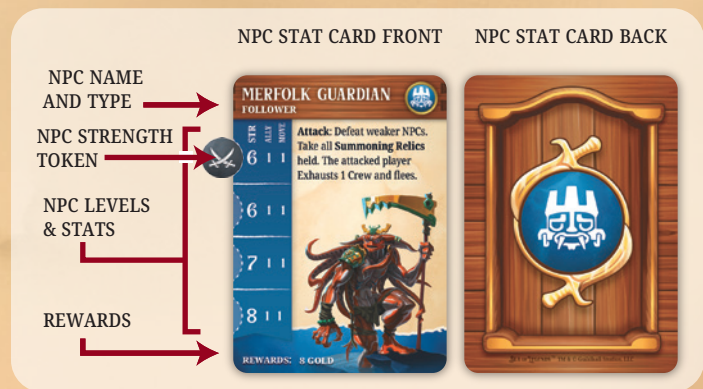 NPC STAT CARD FRONT
NPC STAT CARD BACK
NPC NAME
AND TYPE
NPC STRENGTH
TOKEN
NPC LEVELS
& STATS
REWARDS
MERFOLK GUARDIAN
FOLLOWER
STR ALLY MOVE
6 1 1
6 1 1
7 1 1
8 1 1
Attack: Defeat weaker NPCs.
Take all Summoning Relics
held. The attacked player
Exhausts 1 Crew and flees.
REWARDS: 8 GOLD